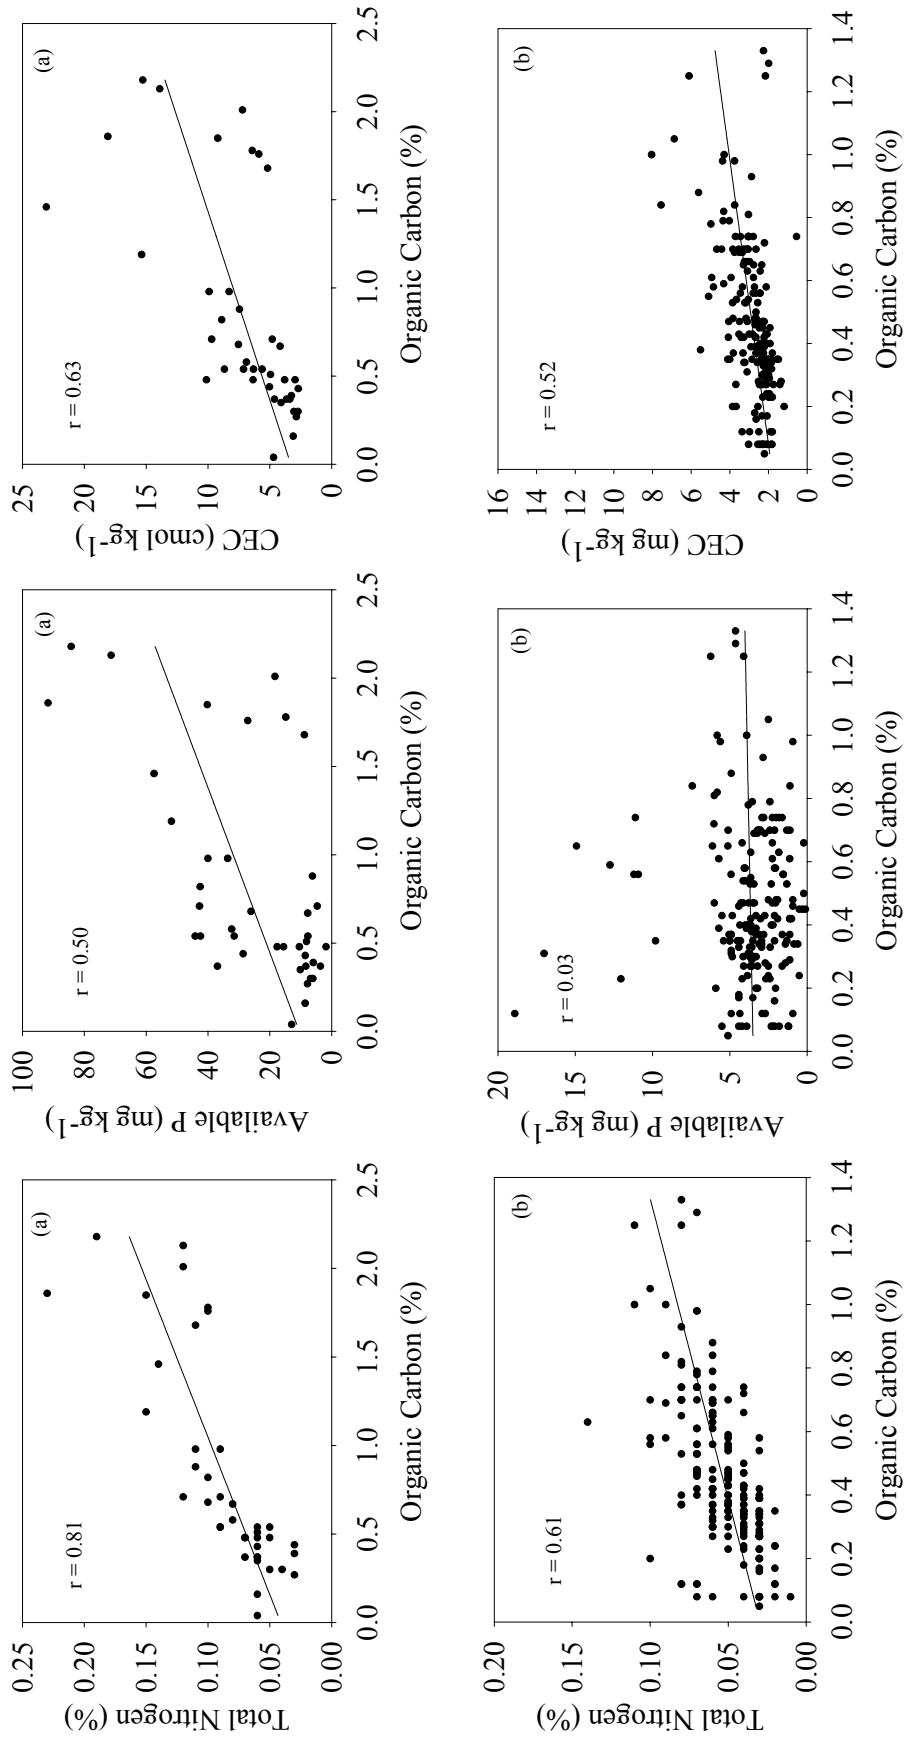 Total Nitrogen (%)
0.25
0.20
0.15
0.10
0.05
0.00
(a)
r = 0.81
0.0 0.5 1.0 1.5 2.0 2.5
Organic Carbon (%)
Available P (mg kg⁻¹)
100
80
60
40
20
0
(a)
r = 0.50
0.0 0.5 1.0 1.5 2.0 2.5
Organic Carbon (%)
CEC (cmol kg⁻¹)
25
20
15
10
5
0
(a)
r = 0.63
0.0 0.5 1.0 1.5 2.0 2.5
Organic Carbon (%)
Total Nitrogen (%)
0.20
0.15
0.10
0.05
0.00
(b)
r = 0.61
0.0 0.2 0.4 0.6 0.8 1.0 1.2 1.4
Organic Carbon (%)
Available P (mg kg⁻¹)
20
15
10
5
0
(b)
r = 0.03
0.0 0.2 0.4 0.6 0.8 1.0 1.2 1.4
Organic Carbon (%)
CEC (mg kg⁻¹)
16
14
12
10
8
6
4
2
0
(b)
r = 0.52
0.0 0.2 0.4 0.6 0.8 1.0 1.2 1.4
Organic Carbon (%)